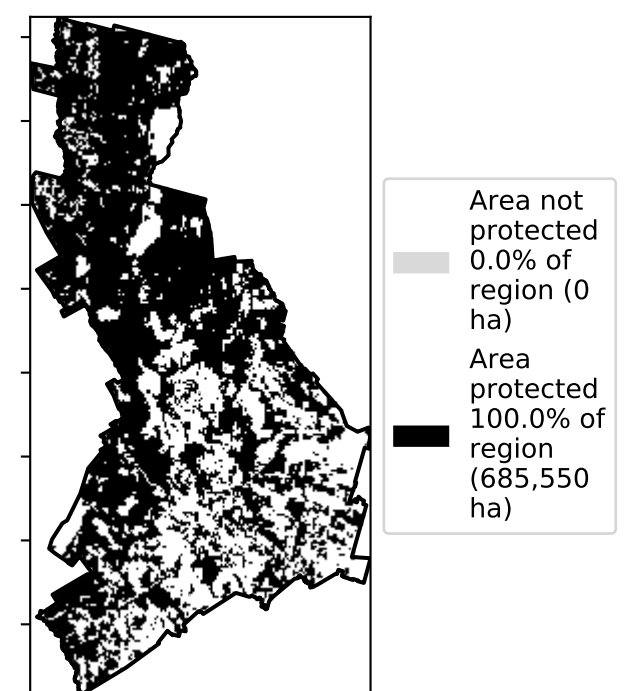 Area not
protected
0.0% of
region (0
ha)
Area
protected
100.0% of
region
(685,550
ha)